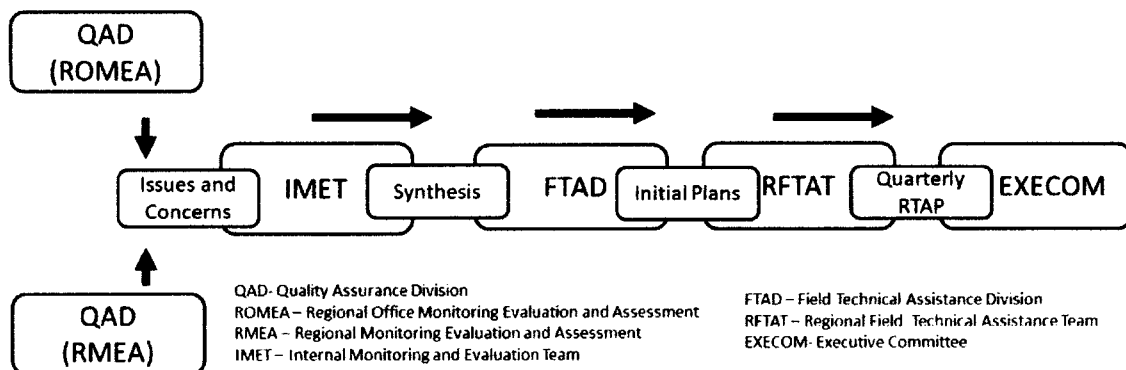 QAD
(ROMEA)
Issues and
Concerns
IMET
Synthesis
FTAD
Initial Plans
RFTAT
Quarterly
RTAP
EXECOM
QAD
(RMEA)
QAD- Quality Assurance Division
ROMEA – Regional Office Monitoring Evaluation and Assessment
RMEA – Regional Monitoring Evaluation and Assessment
IMET – Internal Monitoring and Evaluation Team
FTAD – Field Technical Assistance Division
RFTAT – Regional Field Technical Assistance Team
EXECOM- Executive Committee